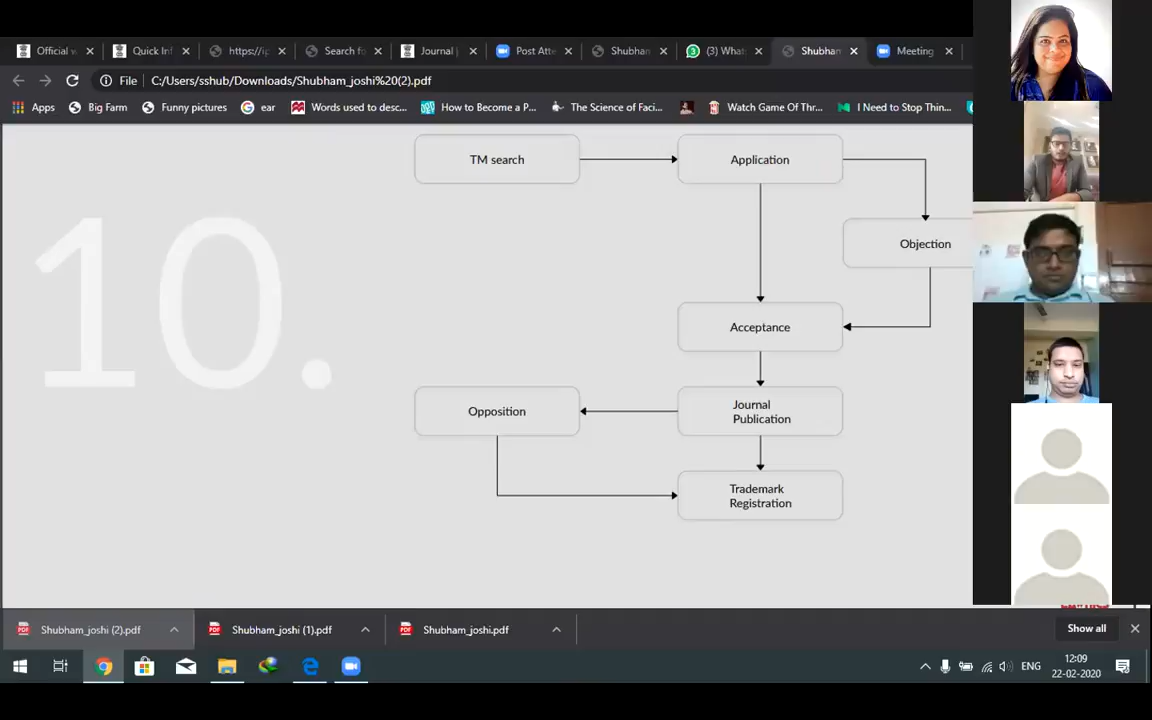 Official w
Quick Inf
https://ip
Search fo
Journal
Post Atte
Shubham
(3) What
Shubham
Meeting
File
C:/Users/sshub/Downloads/Shubham_joshi%20(2).pdf
Apps
Big Farm
Funny pictures
ear
Words used to desc...
How to Become a P...
The Science of Faci...
Watch Game Of Thr...
I Need to Stop Thin...
10.
TM search
Application
Objection
Acceptance
Opposition
Journal
Publication
Trademark
Registration
Shubham_joshi (2).pdf
Shubham_joshi (1).pdf
Shubham_joshi.pdf
Show all
ENG
12:09
22-02-2020